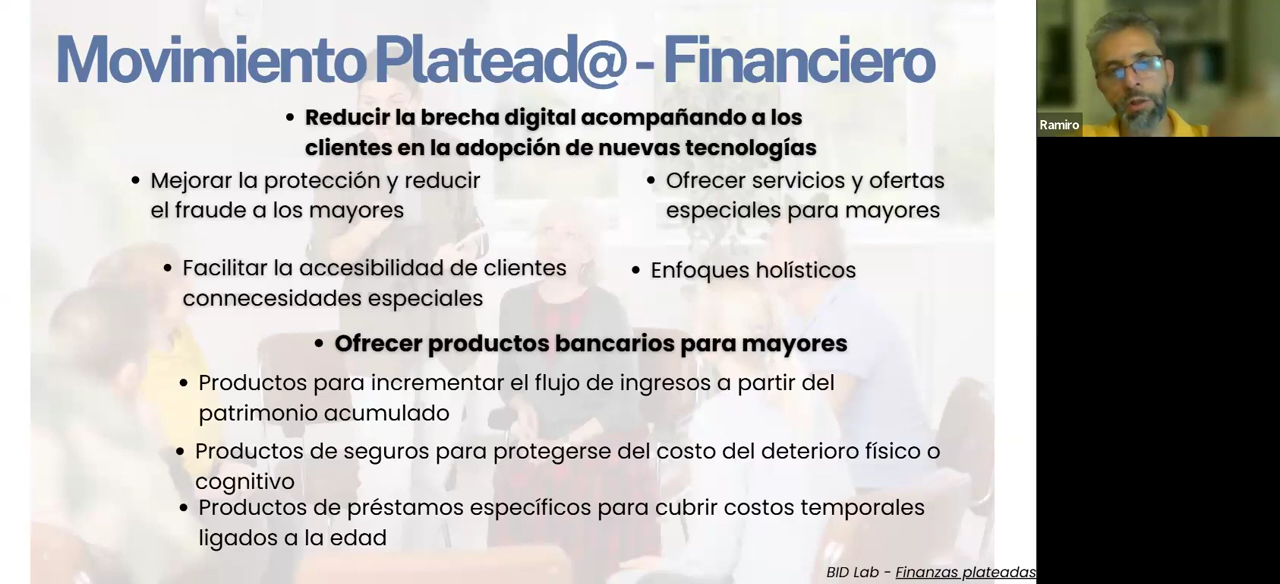 Movimiento Platead@ - Financiero
• Reducir la brecha digital acompañando a los
clientes en la adopción de nuevas tecnologías
• Mejorar la protección y reducir
el fraude a los mayores
• Ofrecer servicios y ofertas
especiales para mayores
• Facilitar la accesibilidad de clientes
connecesidades especiales
• Enfoques holísticos
• Ofrecer productos bancarios para mayores
• Productos para incrementar el flujo de ingresos a partir del
patrimonio acumulado
• Productos de seguros para protegerse del costo del deterioro físico o
cognitivo
• Productos de préstamos específicos para cubrir costos temporales
ligados a la edad
BID Lab - Finanzas plateadas
Ramiro